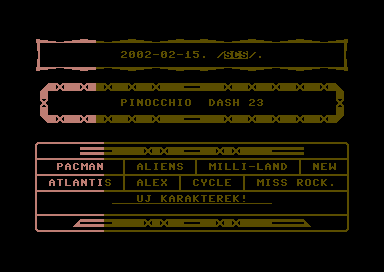 2002-02-15. /SCS/.
PINOCCHIO DASH 23
PACMAN ALIENS MILLI-LAND NEW
ATLANTIS ALEX CYCLE MISS ROCK.
UJ KARAKTEREK!